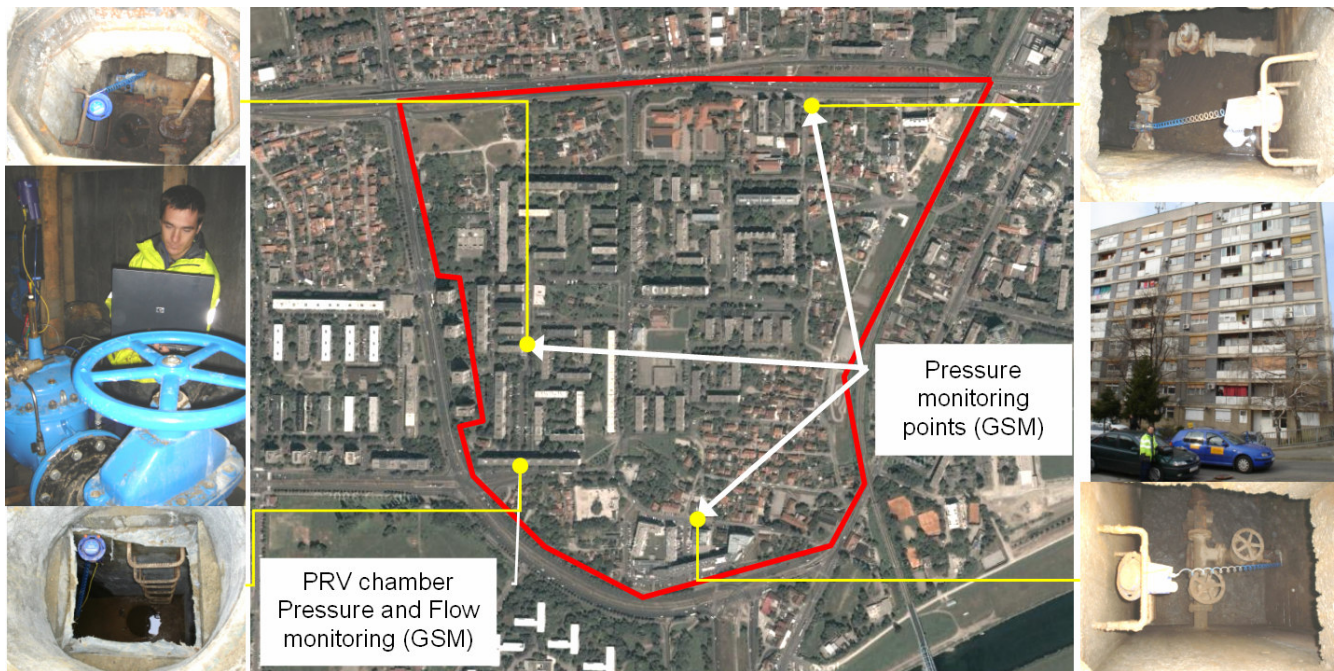 Pressure
monitoring
points (GSM)
PRV chamber
Pressure and Flow
monitoring (GSM)